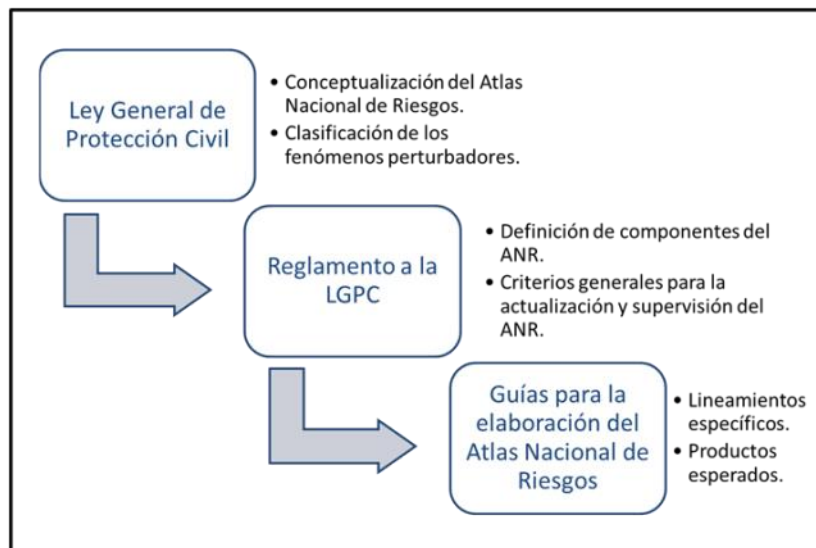 Ley General de
Protección Civil
• Conceptualización del Atlas
Nacional de Riesgos.
• Clasificación de los
fenómenos perturbadores.
Reglamento a la
LGPC
• Definición de componentes del
ANR.
• Criterios generales para la
actualización y supervisión del
ANR.
Guías para la
elaboración del
Atlas Nacional de
Riesgos
• Lineamientos
específicos.
• Productos
esperados.